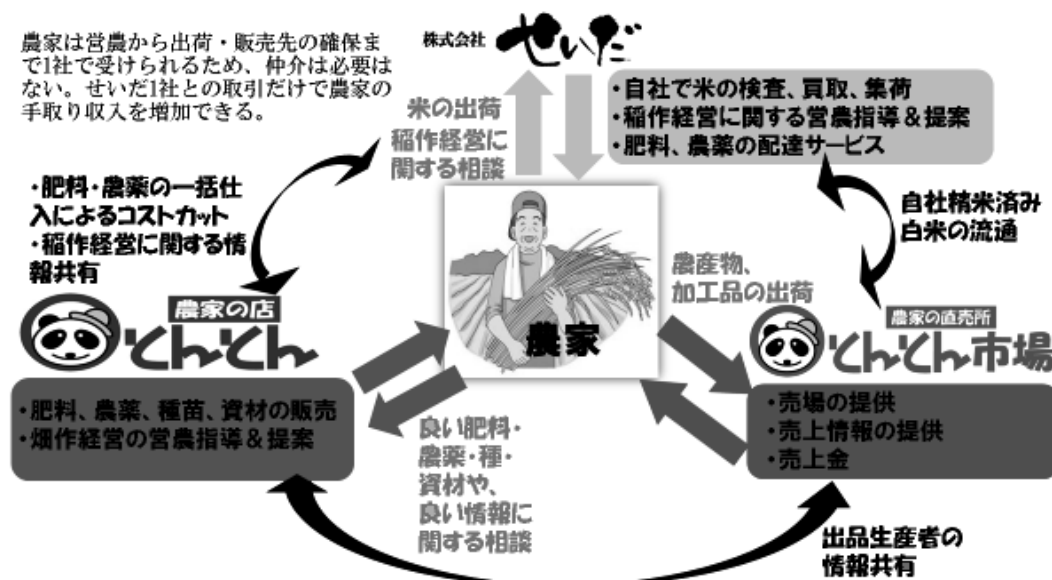 農家は営農から出荷・販売先の確保ま
で1社で受けられるため、仲介は必要は
ない。せいだ1社との取引だけで農家の
手取り収入を増加できる。
株式会社 せいだ
米の出荷
稲作経営に
関する相談
・自社で米の検査、買取、集荷
・稲作経営に関する営農指導&提案
・肥料、農薬の配達サービス
・肥料・農薬の一括仕
入によるコストカット
・稲作経営に関する情
報共有
自社精米済み
白米の流通
農産物、
加工品の出荷
農家
農家の店
とんとん
・肥料、農薬、種苗、資材の販売
・畑作経営の営農指導&提案
農家の直売所
とんとん市場
・売場の提供
・売上情報の提供
・売上金
良い肥料・
農薬・種・
資材や、
良い情報に
関する相談
出品生産者の
情報共有